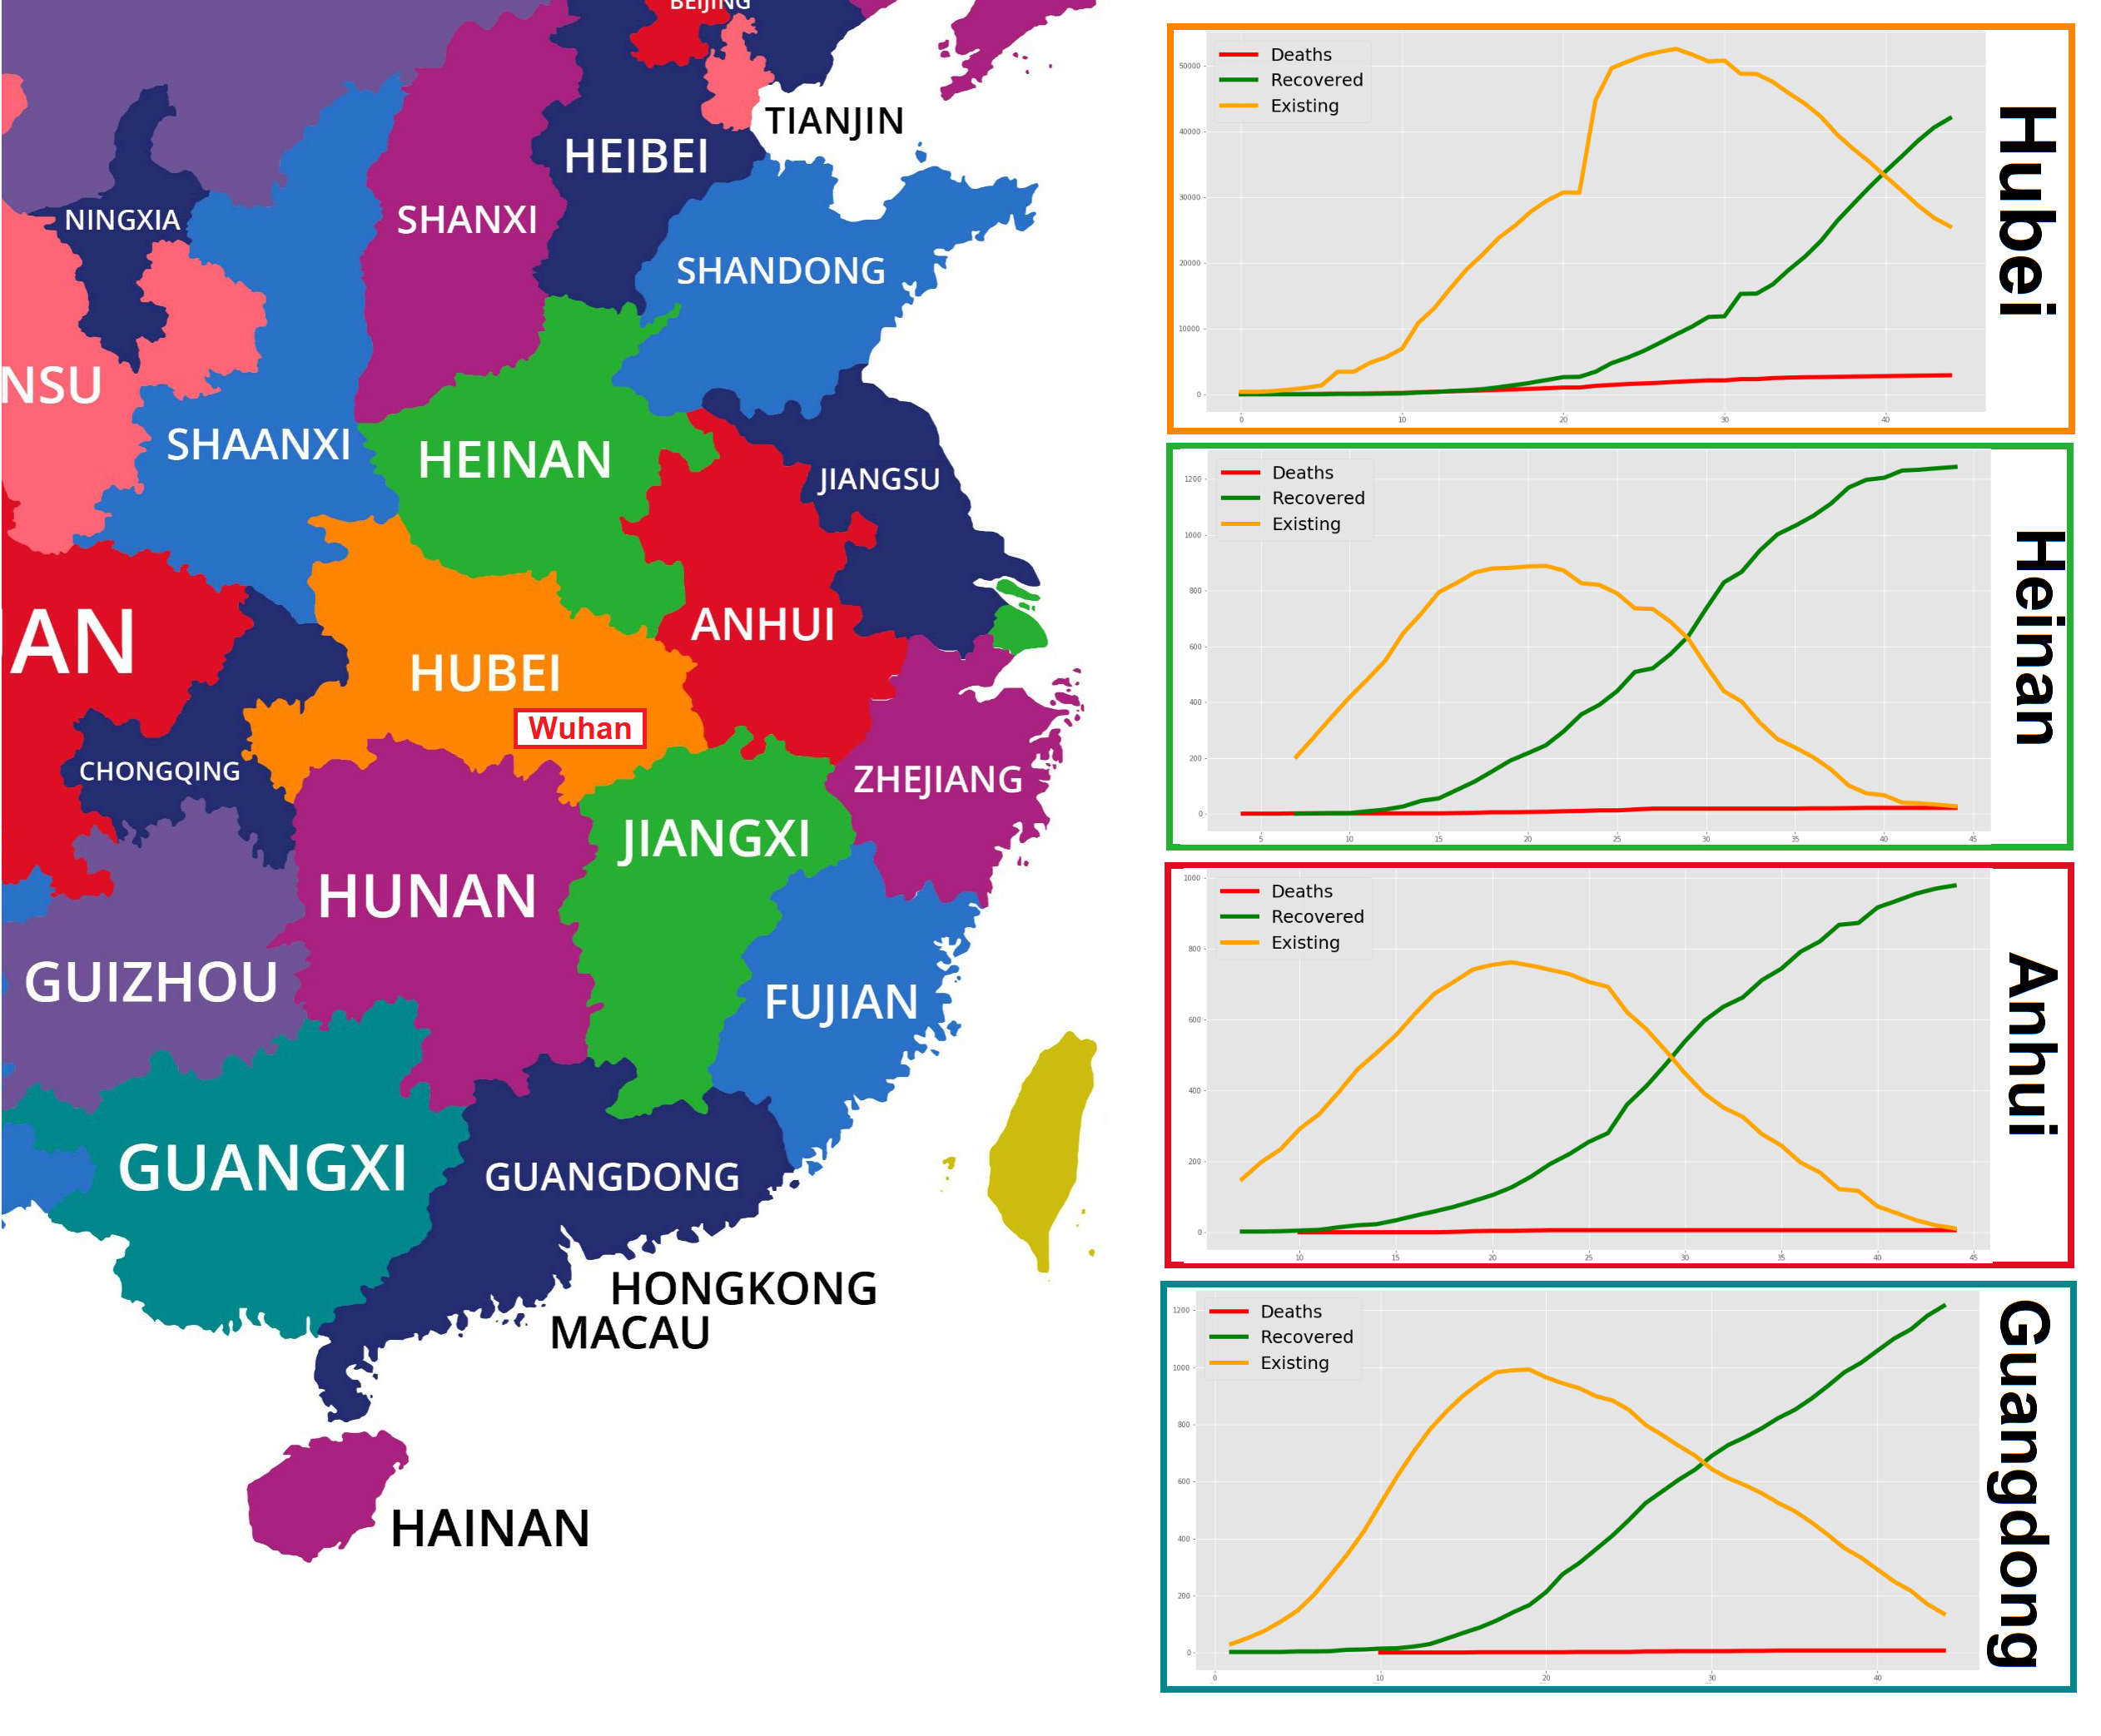 BEIJING
TIANJIN
HEIBEI
NINGXIA
SHANXI
SHANDONG
NSU
SHAANXI
HEINAN
JIANGSU
AN
ANHUI
HUBEI
Wuhan
CHONGQING
ZHEJIANG
JIANGXI
HUNAN
GUIZHOU
FUJIAN
GUANGXI
GUANGDONG
HONGKONG
MACAU
HAINAN
Deaths
Recovered
Existing
50000
40000
30000
20000
10000
0
0 10 20 30 40
Hubei
Deaths
Recovered
Existing
1200
1000
800
600
400
200
0
5 10 15 20 25 30 35 40 45
Heinan
1000
Deaths
Recovered
Existing
800
600
400
200
0
10 15 20 25 30 35 40 45
Anhui
1200
Deaths
Recovered
Existing
1000
800
600
400
200
0
0 10 20 30 40
Guangdong